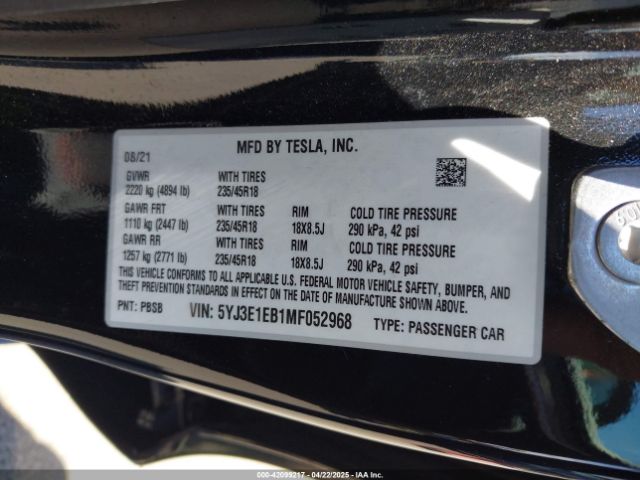 MFD BY TESLA, INC.
08/21
GVWR WITH TIRES
2220 kg (4894 lb) 235/45R18
GAWR FRT WITH TIRES RIM COLD TIRE PRESSURE
1110 kg (2447 lb) 235/45R18 18X8.5J 290 kPa, 42 psi
GAWR RR WITH TIRES RIM COLD TIRE PRESSURE
1257 kg (2771 lb) 235/45R18 18X8.5J 290 kPa, 42 psi
THIS VEHICLE CONFORMS TO ALL APPLICABLE U.S. FEDERAL MOTOR VEHICLE SAFETY, BUMPER, AND
THEFT PREVENTION STANDARDS IN EFFECT ON THE DATE OF MANUFACTURE SHOWN ABOVE.
PNT: PBSB VIN: 5YJ3E1EB1MF052968 TYPE: PASSENGER CAR
000-42099217 - 04/22/2025 - IAA Corp.